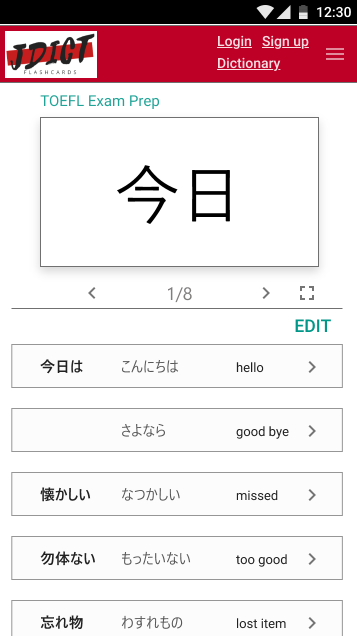 12:30
JDICT
FLASHCARDS
Login Sign up
Dictionary
TOEFL Exam Prep
今日
1/8
EDIT
今日は こんにちは hello
さよなら good bye
懐かしい なつかしい missed
勿体ない もったいない too good
忘れ物 わすれもの lost item